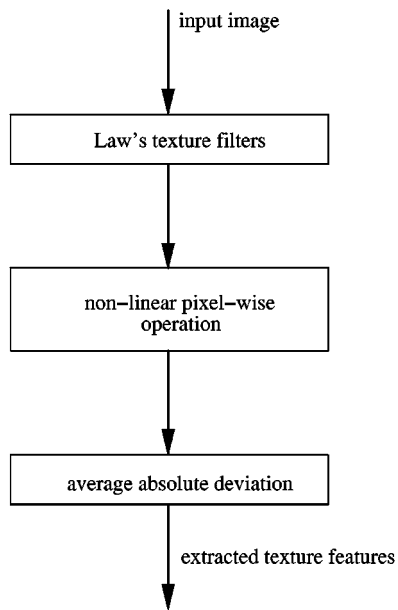 input image
Law's texture filters
non−linear pixel−wise
operation
average absolute deviation
extracted texture features